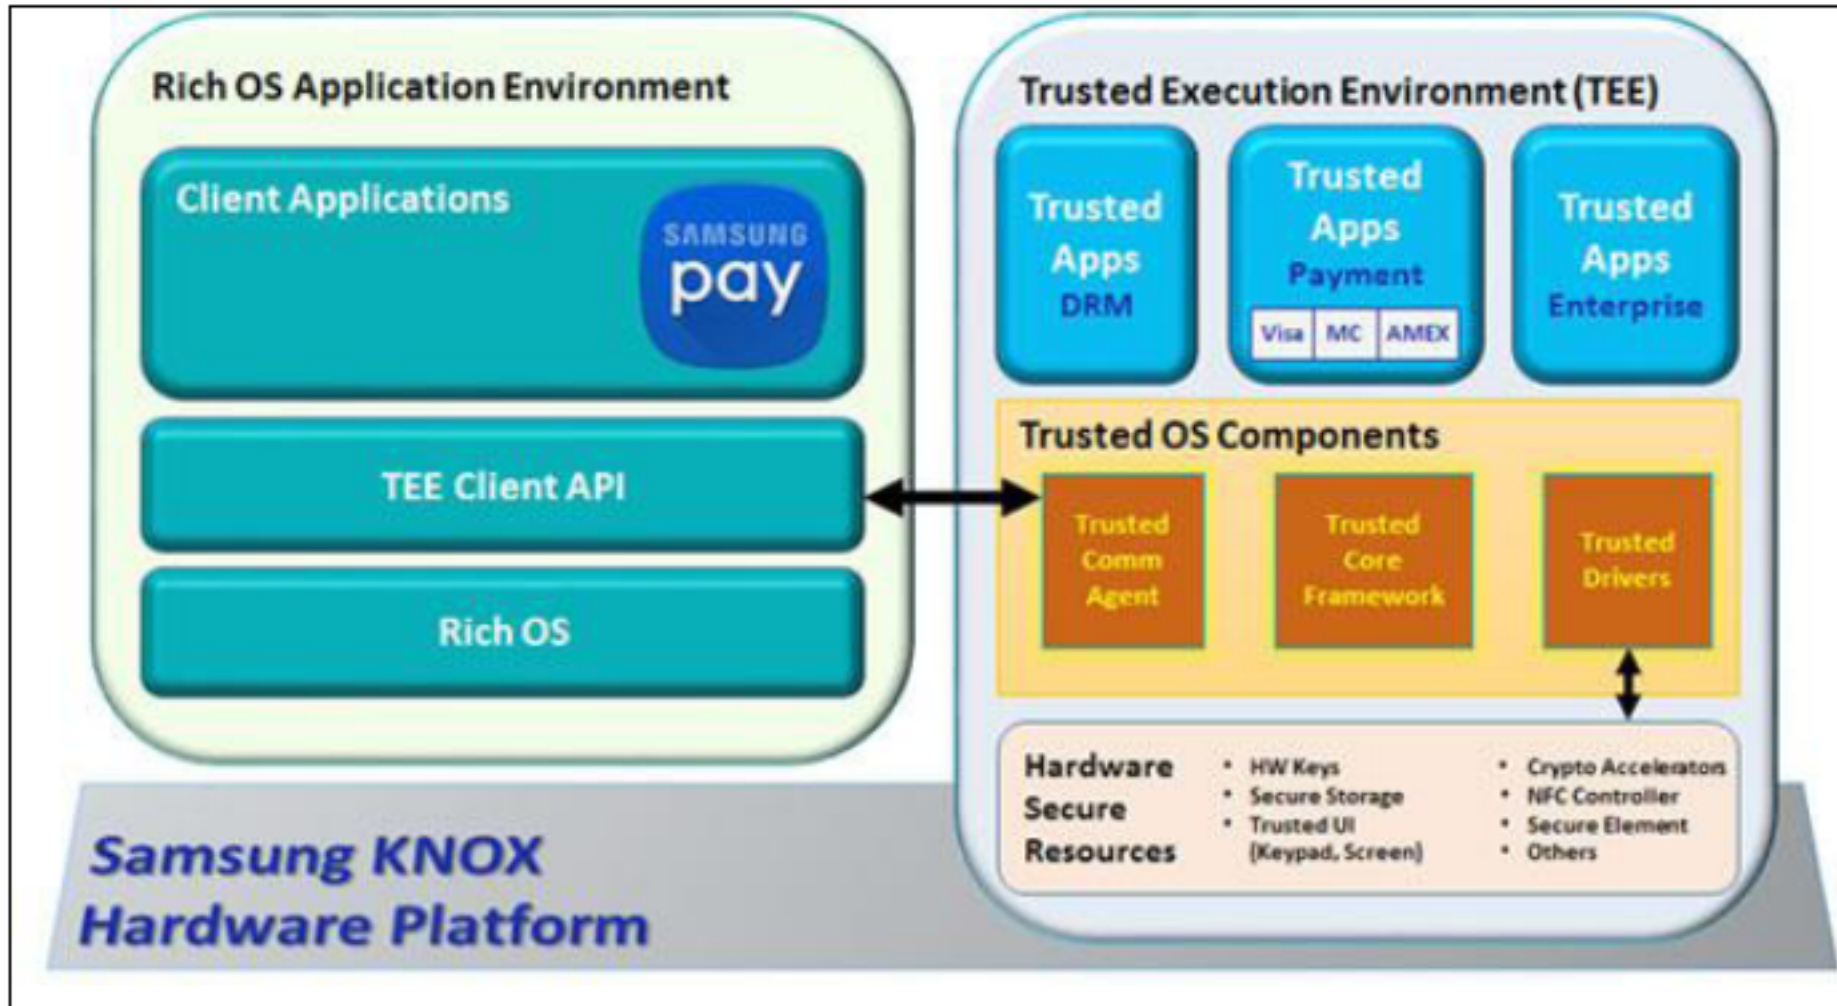 Rich OS Application Environment
Client Applications
SAMSUNG
pay
TEE Client API
Rich OS
Trusted Execution Environment (TEE)
Trusted
Apps
DRM
Trusted
Apps
Payment
Visa MC AMEX
Trusted
Apps
Enterprise
Trusted OS Components
Trusted
Comm
Agent
Trusted
Core
Framework
Trusted
Drivers
Hardware
Secure
Resources
• HW Keys
• Secure Storage
• Trusted UI
(Keypad, Screen)
• Crypto Accelerators
• NFC Controller
• Secure Element
• Others
Samsung KNOX
Hardware Platform